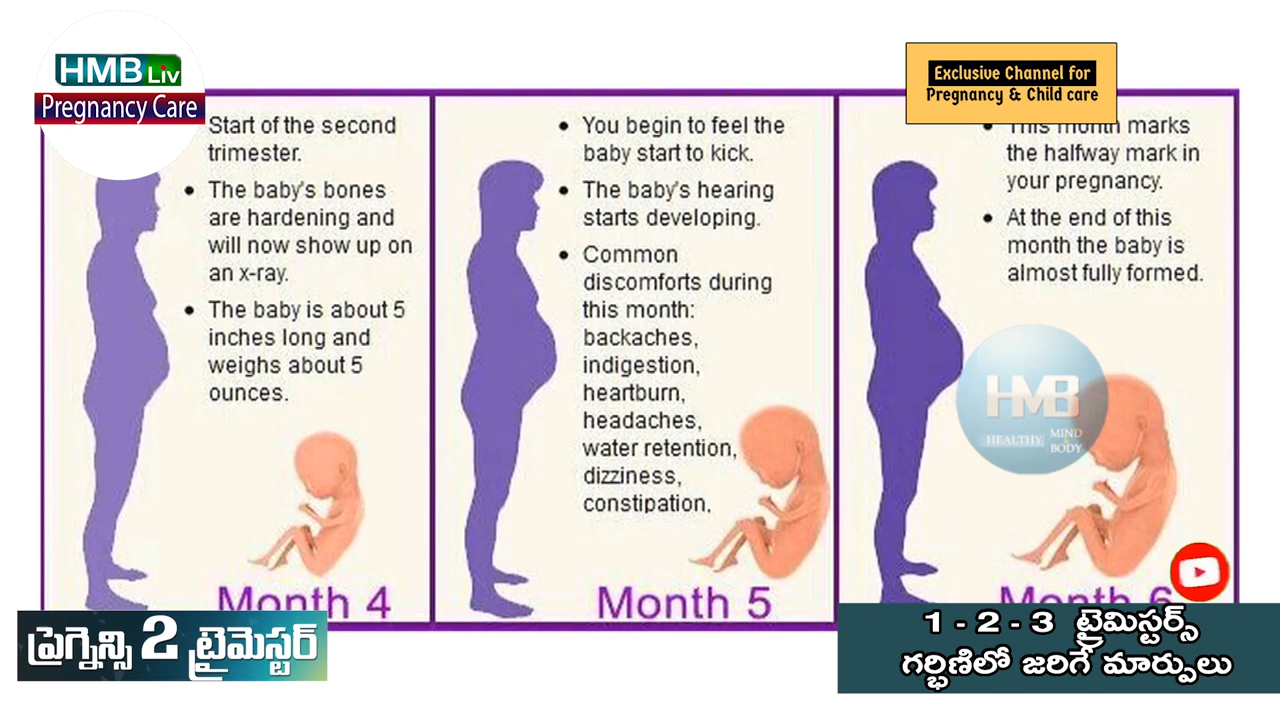 HMB Liv
Pregnancy Care
Exclusive Channel for
Pregnancy & Child care
Start of the second
trimester.
• The baby's bones
are hardening and
will now show up on
an x-ray.
• The baby is about 5
inches long and
weighs about 5
ounces.
Month 4
• You begin to feel the
baby start to kick.
• The baby's hearing
starts developing.
• Common
discomforts during
this month:
backaches,
indigestion,
heartburn,
headaches,
water retention,
dizziness,
constipation.
Month 5
• This month marks
the halfway mark in
your pregnancy.
• At the end of this
month the baby is
almost fully formed.
Month 6
HMB
HEALTHY MIND & BODY
ప్రెగ్నెన్సి 2 ట్రైమెస్టర్
1 - 2 - 3 ట్రైమిస్టర్స్
గర్భిణిలో జరిగే మార్పులు